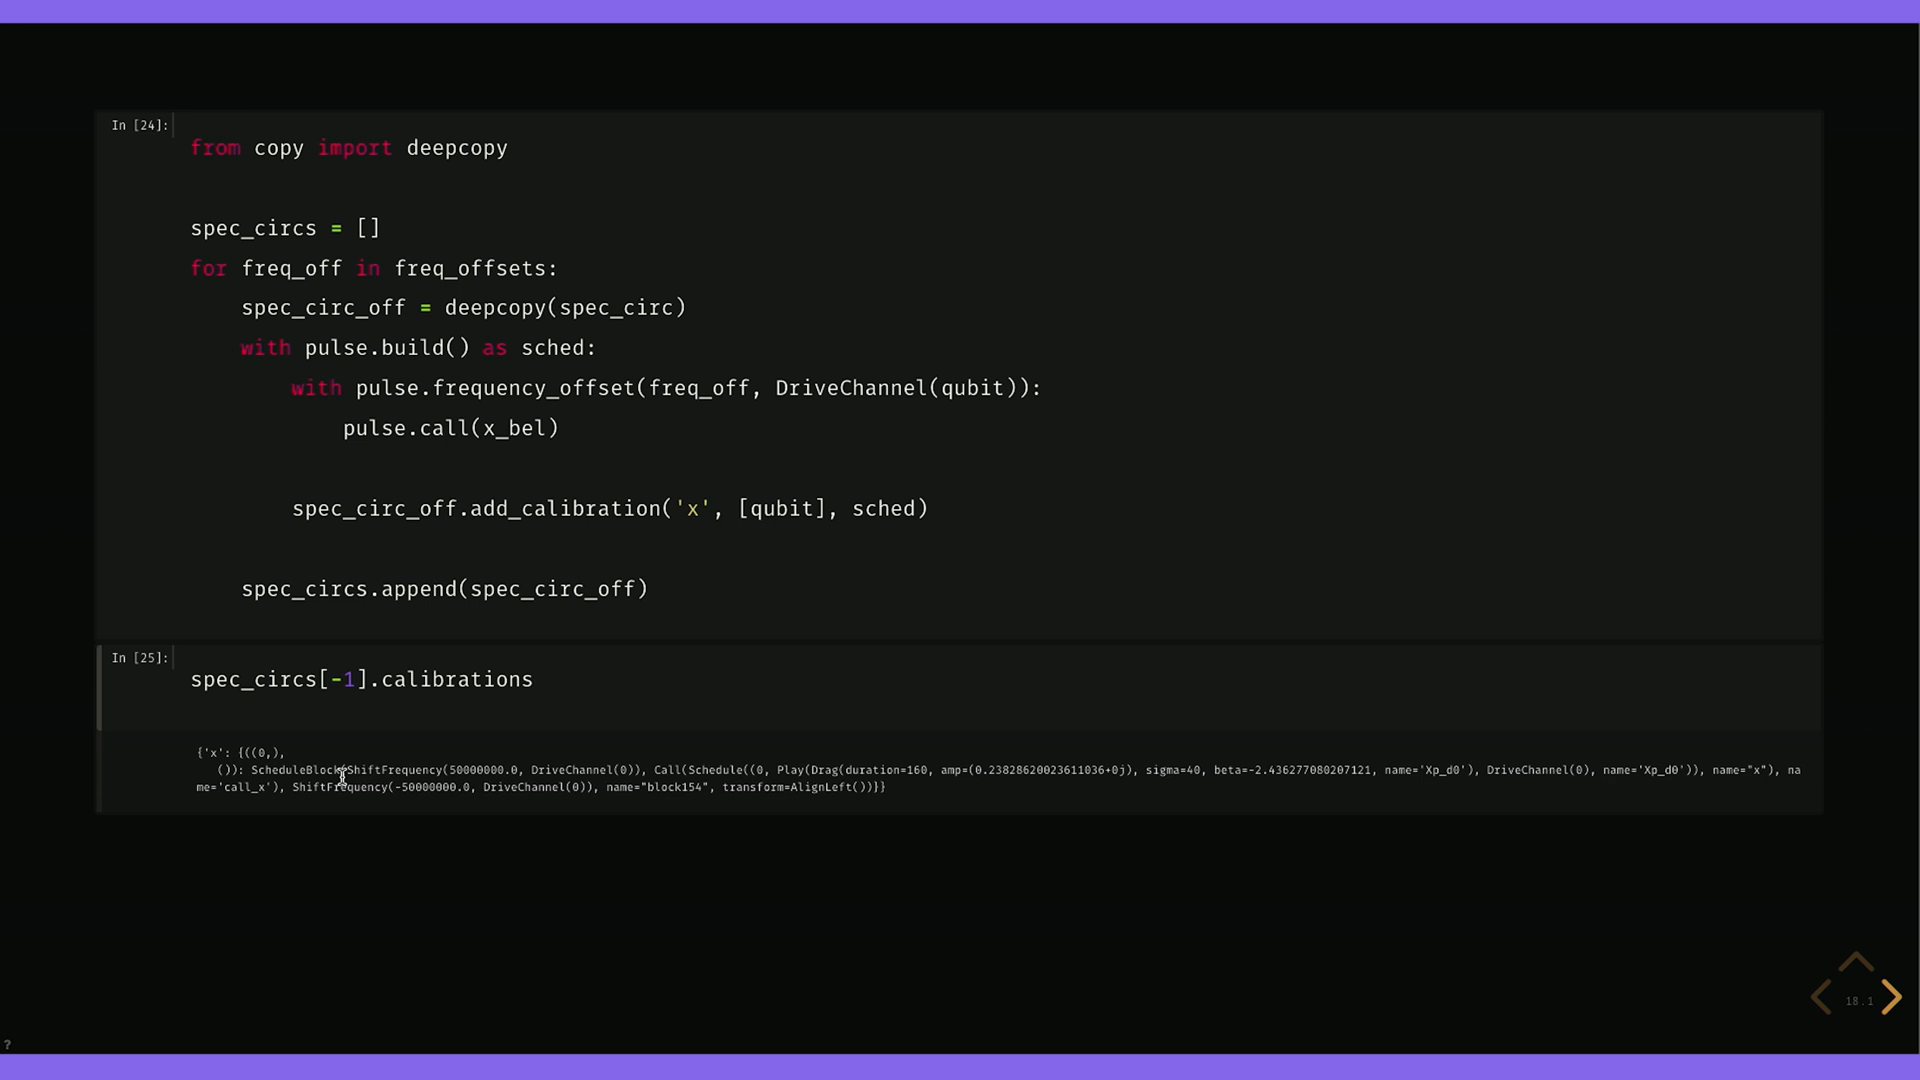 In [24]:
from copy import deepcopy
spec_circs = []
for freq_off in freq_offsets:
    spec_circ_off = deepcopy(spec_circ)
    with pulse.build() as sched:
        with pulse.frequency_offset(freq_off, DriveChannel(qubit)):
            pulse.call(x_bel)
        spec_circ_off.add_calibration('x', [qubit], sched)
    spec_circs.append(spec_circ_off)
In [25]:
spec_circs[-1].calibrations
{'x': {((0,),
()): ScheduleBlock(ShiftFrequency(50000000.0, DriveChannel(0)), Call(Schedule((0, Play(Drag(duration=160, amp=(0.23828620023611036+0j), sigma=40, beta=-2.436277080207121, name='Xp_d0'), DriveChannel(0), name='Xp_d0')), name="x"), na
me='call_x'), ShiftFrequency(-50000000.0, DriveChannel(0)), name="block154", transform=AlignLeft())}}
18.1
?